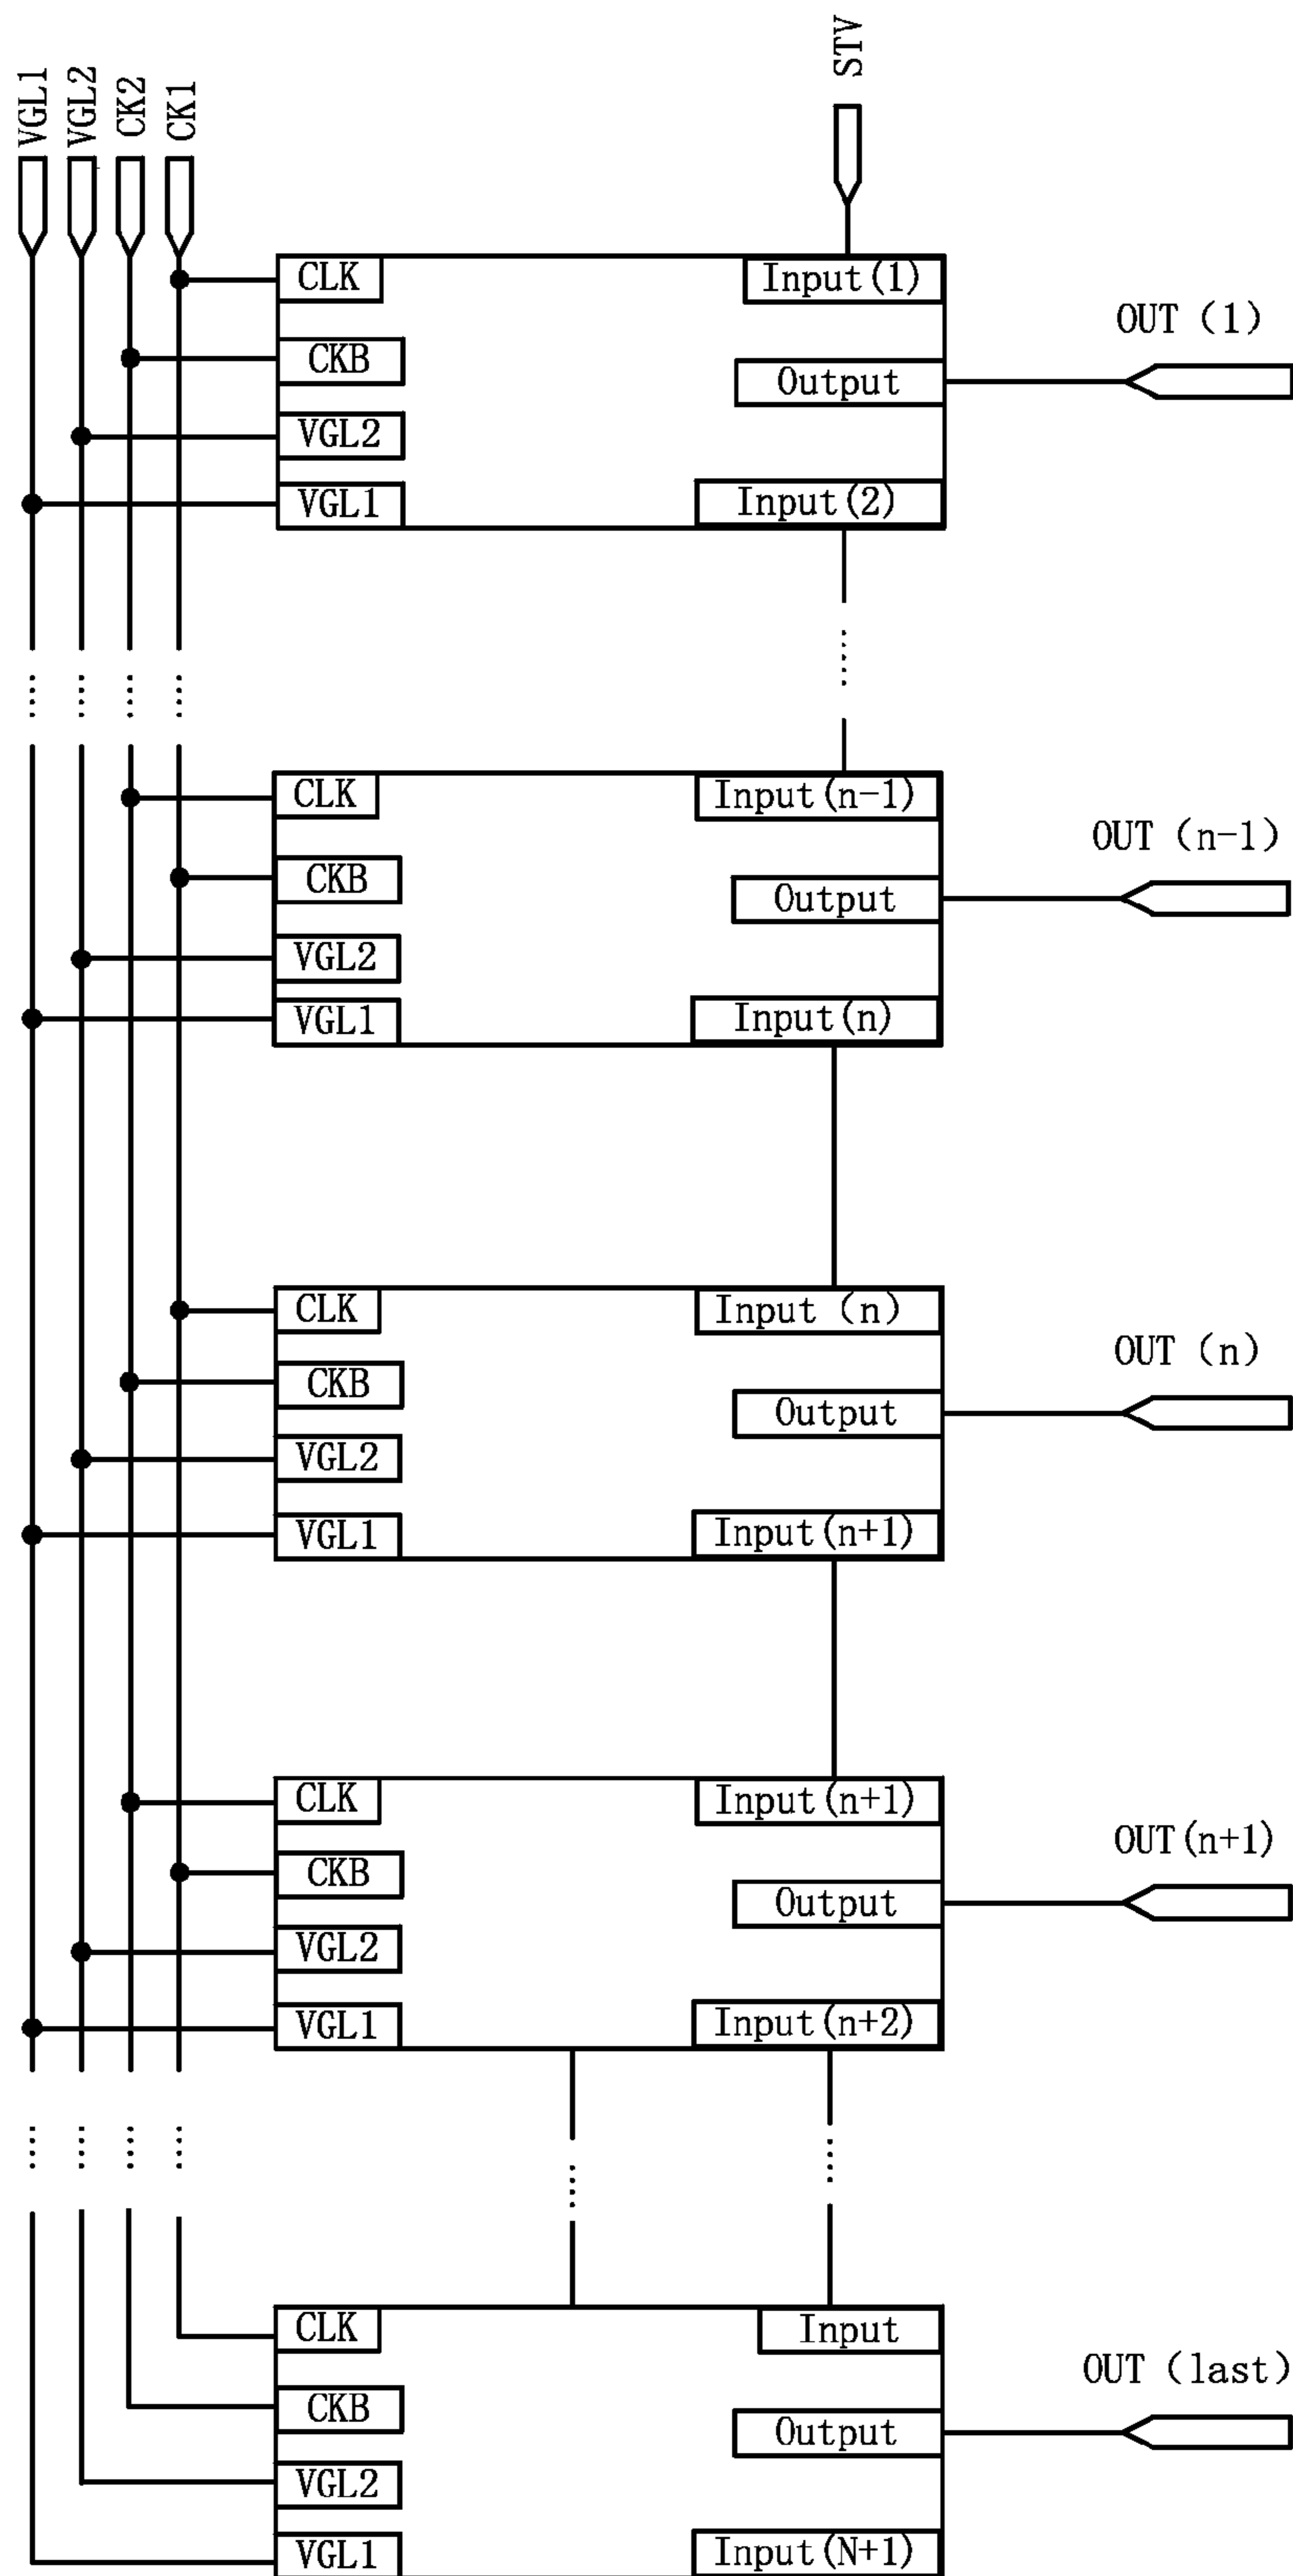 VGL1
VGL2
CK2
CK1
STV
CLK
Input(1)
OUT (1)
CKB
Output
VGL2
VGL1
Input(2)
CLK
Input(n-1)
OUT (n-1)
CKB
Output
VGL2
VGL1
Input(n)
CLK
Input (n)
OUT (n)
CKB
Output
VGL2
VGL1
Input(n+1)
CLK
Input(n+1)
OUT(n+1)
CKB
Output
VGL2
VGL1
Input(n+2)
CLK
Input
OUT (last)
CKB
Output
VGL2
VGL1
Input(N+1)